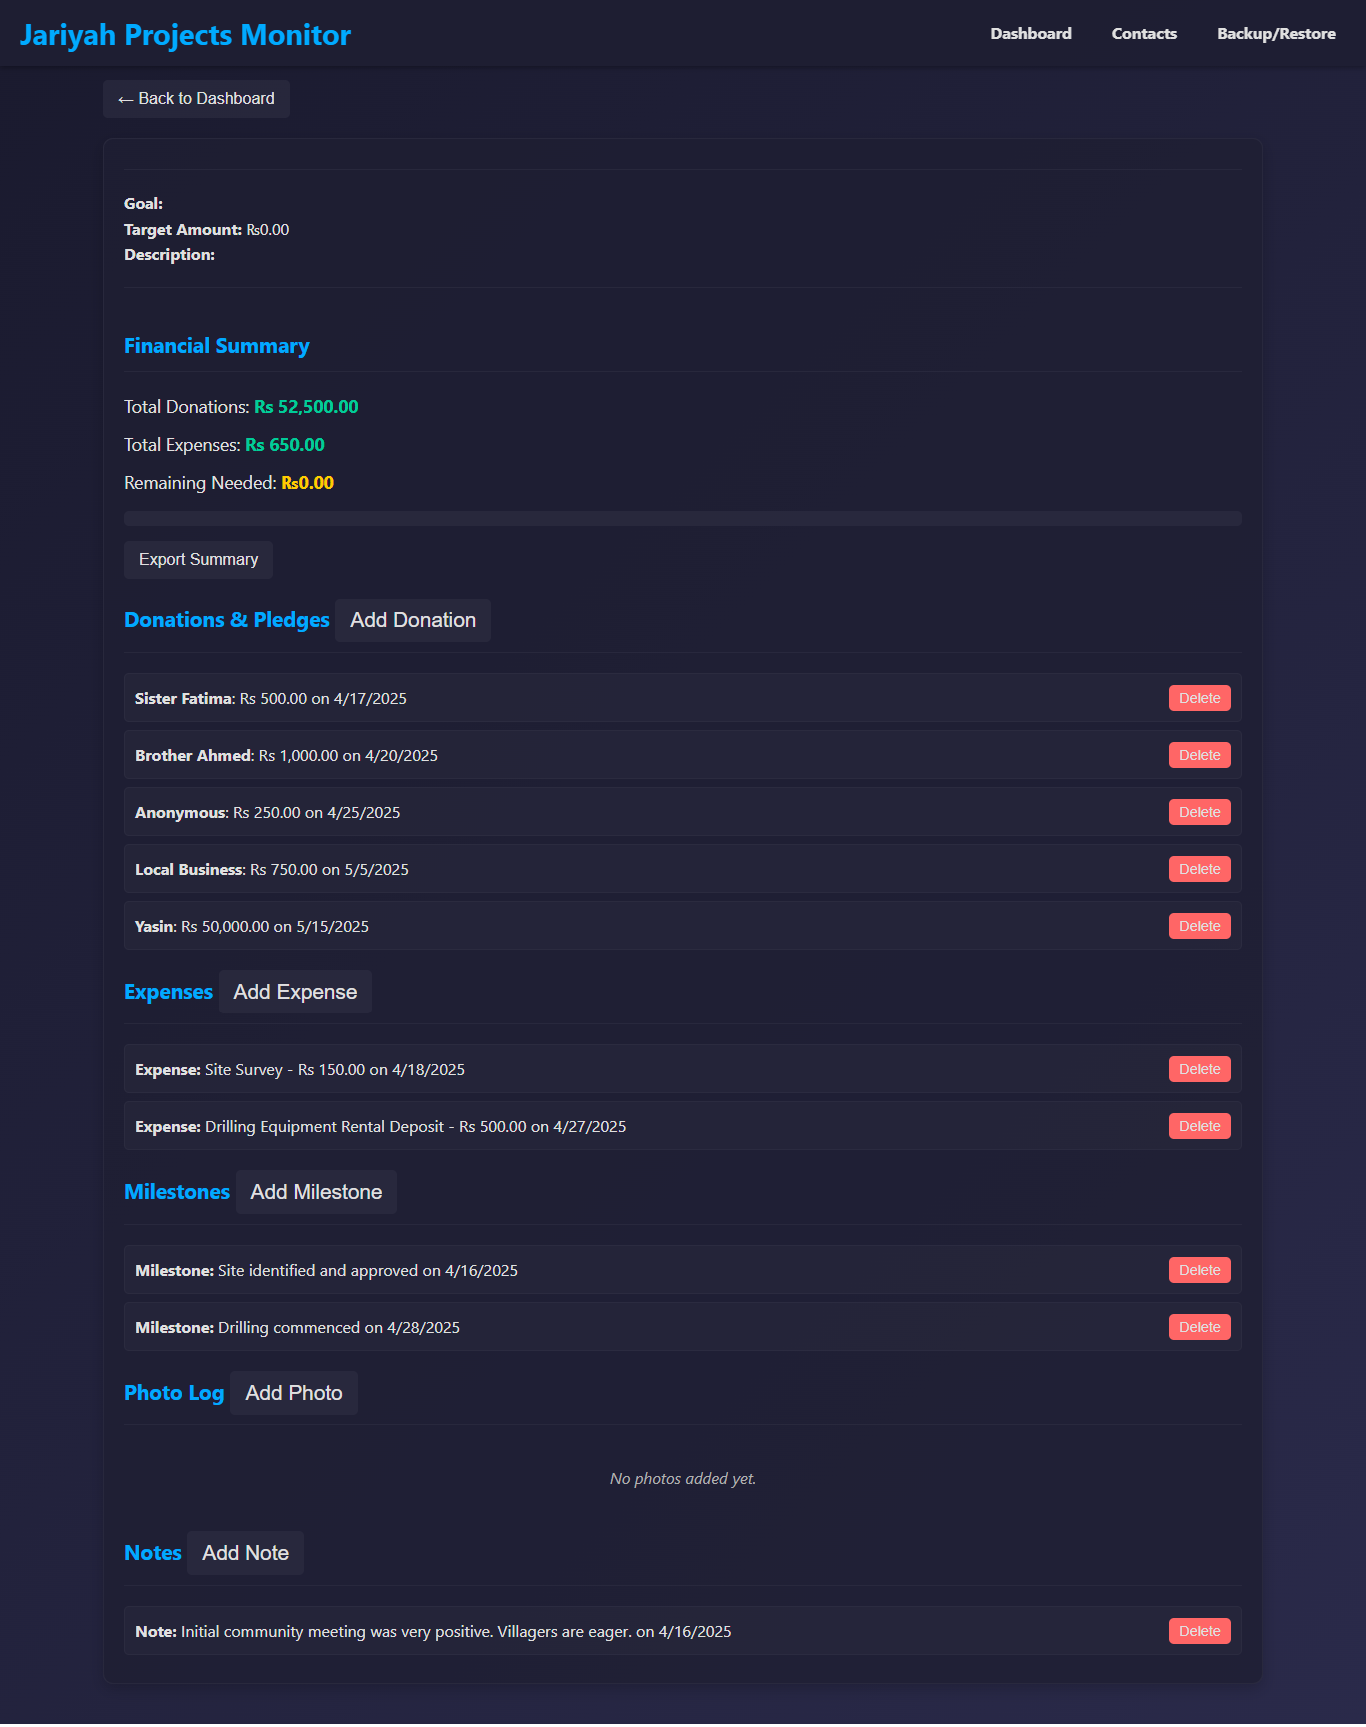 Jariyah Projects Monitor
Dashboard
Contacts
Backup/Restore
← Back to Dashboard
Goal:
Target Amount: ₨0.00
Description:
Financial Summary
Total Donations: Rs 52,500.00
Total Expenses: Rs 650.00
Remaining Needed: ₨0.00
Export Summary
Donations & Pledges Add Donation
Sister Fatima: Rs 500.00 on 4/17/2025 Delete
Brother Ahmed: Rs 1,000.00 on 4/20/2025 Delete
Anonymous: Rs 250.00 on 4/25/2025 Delete
Local Business: Rs 750.00 on 5/5/2025 Delete
Yasin: Rs 50,000.00 on 5/15/2025 Delete
Expenses Add Expense
Expense: Site Survey - Rs 150.00 on 4/18/2025 Delete
Expense: Drilling Equipment Rental Deposit - Rs 500.00 on 4/27/2025 Delete
Milestones Add Milestone
Milestone: Site identified and approved on 4/16/2025 Delete
Milestone: Drilling commenced on 4/28/2025 Delete
Photo Log Add Photo
No photos added yet.
Notes Add Note
Note: Initial community meeting was very positive. Villagers are eager. on 4/16/2025 Delete